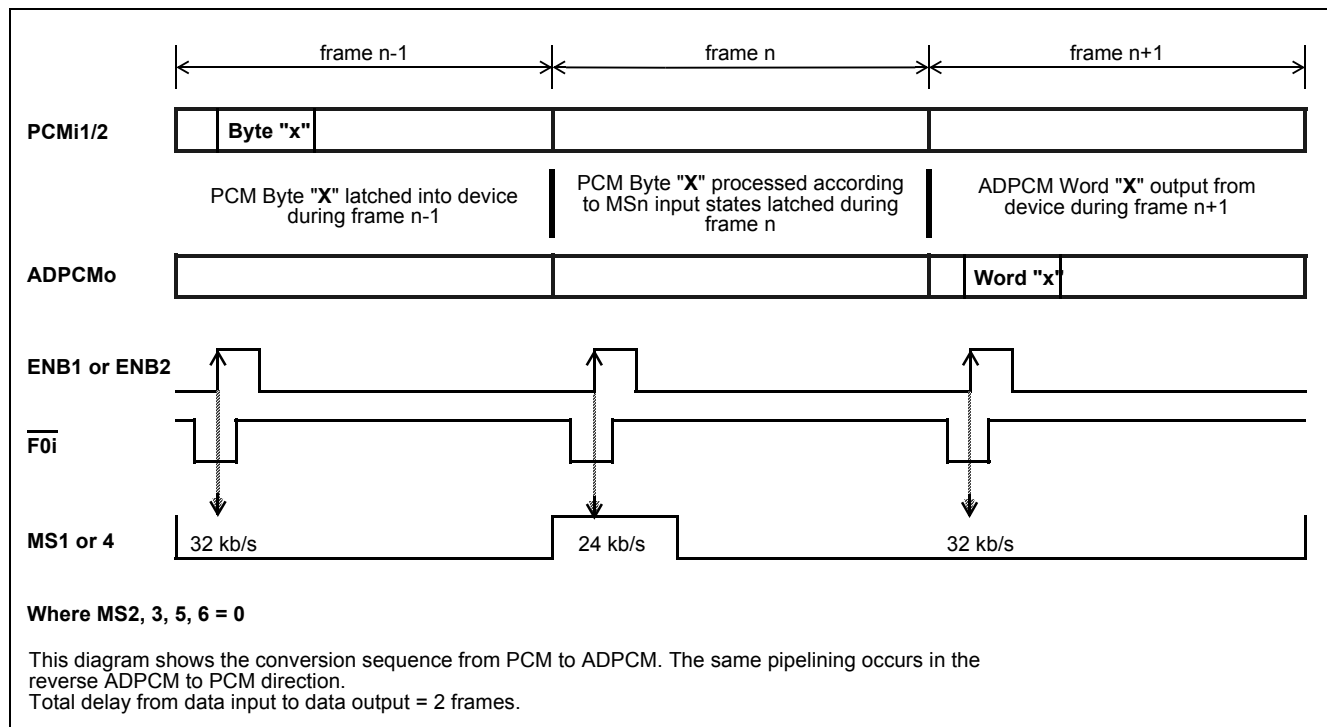 frame n-1
frame n
frame n+1
PCMi1/2
Byte "x"
PCM Byte "X" latched into device
during frame n-1
PCM Byte "X" processed according
to MSn input states latched during
frame n
ADPCM Word "X" output from
device during frame n+1
ADPCMo
Word "x"
ENB1 or ENB2
F0i
MS1 or 4
32 kb/s
24 kb/s
32 kb/s
Where MS2, 3, 5, 6 = 0
This diagram shows the conversion sequence from PCM to ADPCM. The same pipelining occurs in the
reverse ADPCM to PCM direction.
Total delay from data input to data output = 2 frames.